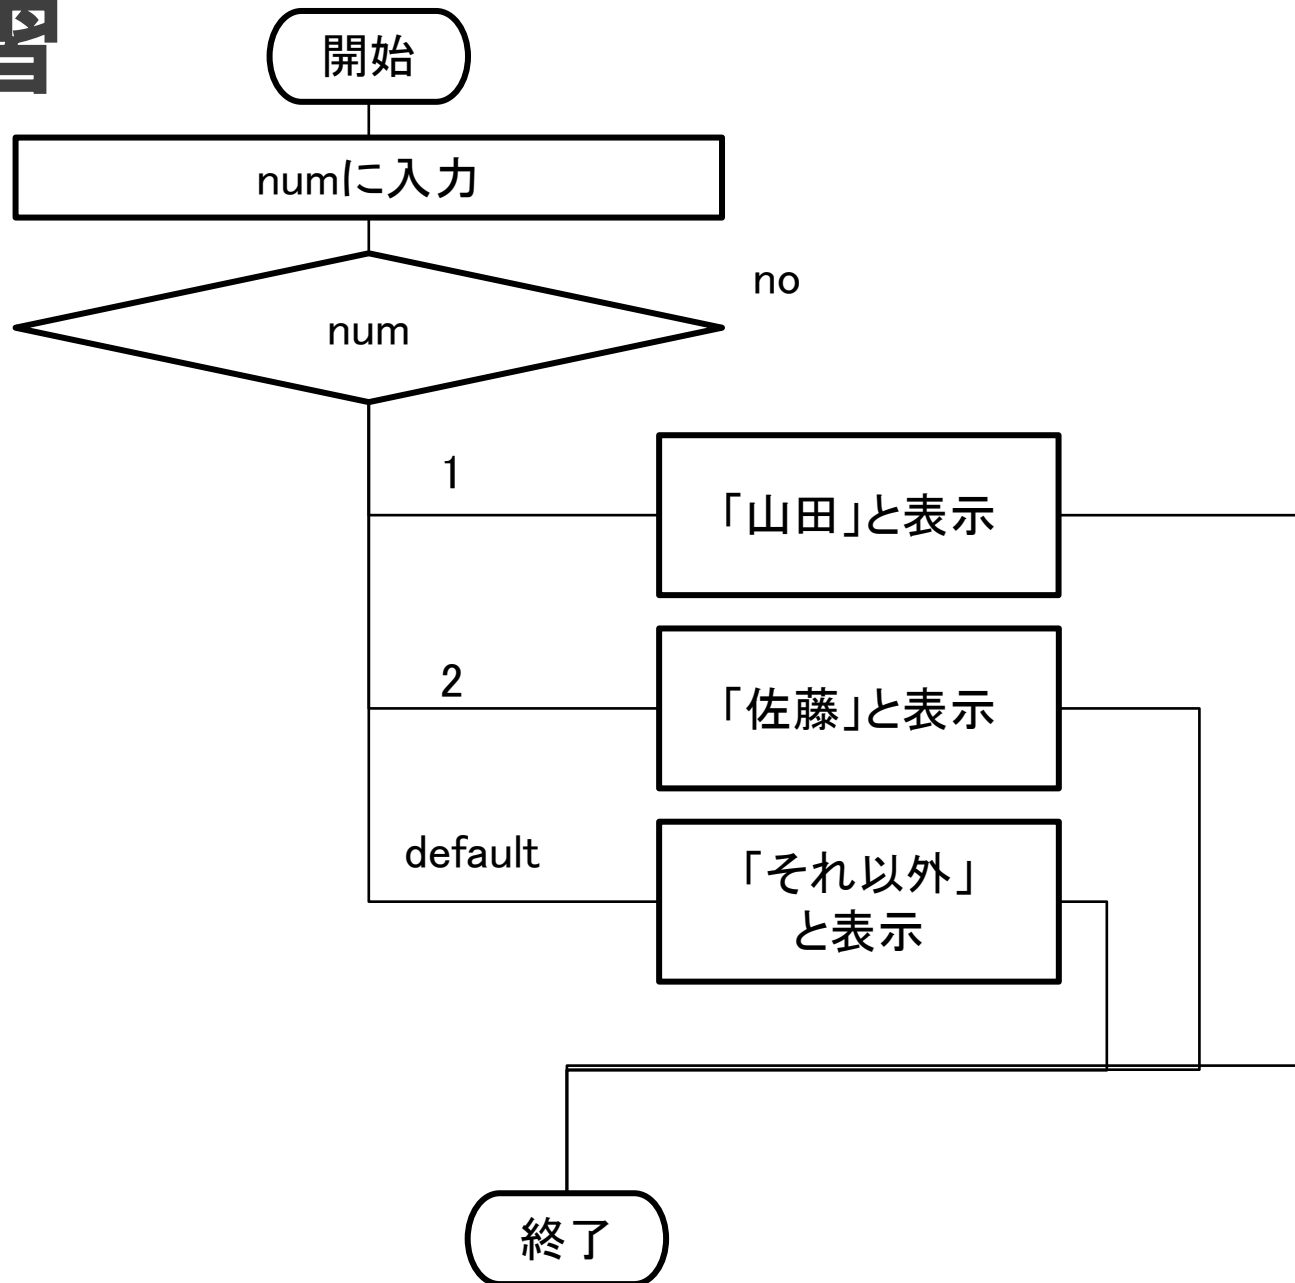 習
開始
numに入力
no
num
1
「山田」と表示
2
「佐藤」と表示
default
「それ以外」
と表示
終了